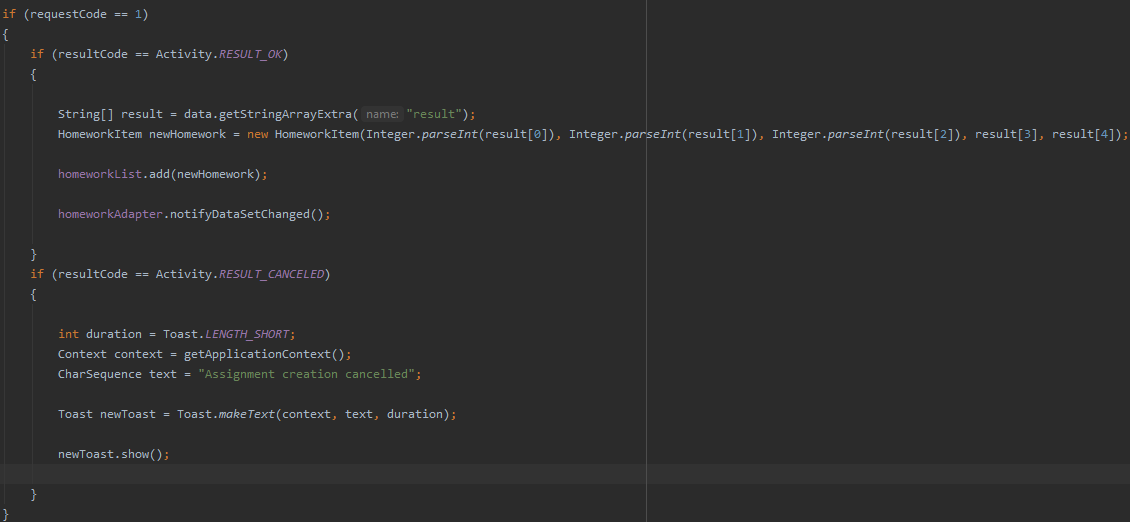 if (requestCode == 1)
{
if (resultCode == Activity.RESULT_OK)
{
String[] result = data.getStringArrayExtra( name: "result");
HomeworkItem newHomework = new HomeworkItem(Integer.parseInt(result[0]), Integer.parseInt(result[1]), Integer.parseInt(result[2]), result[3], result[4]);
homeworkList.add(newHomework);
homeworkAdapter.notifyDataSetChanged();
}
if (resultCode == Activity.RESULT_CANCELED)
{
int duration = Toast.LENGTH_SHORT;
Context context = getApplicationContext();
CharSequence text = "Assignment creation cancelled";
Toast newToast = Toast.makeText(context, text, duration);
newToast.show();
}
}